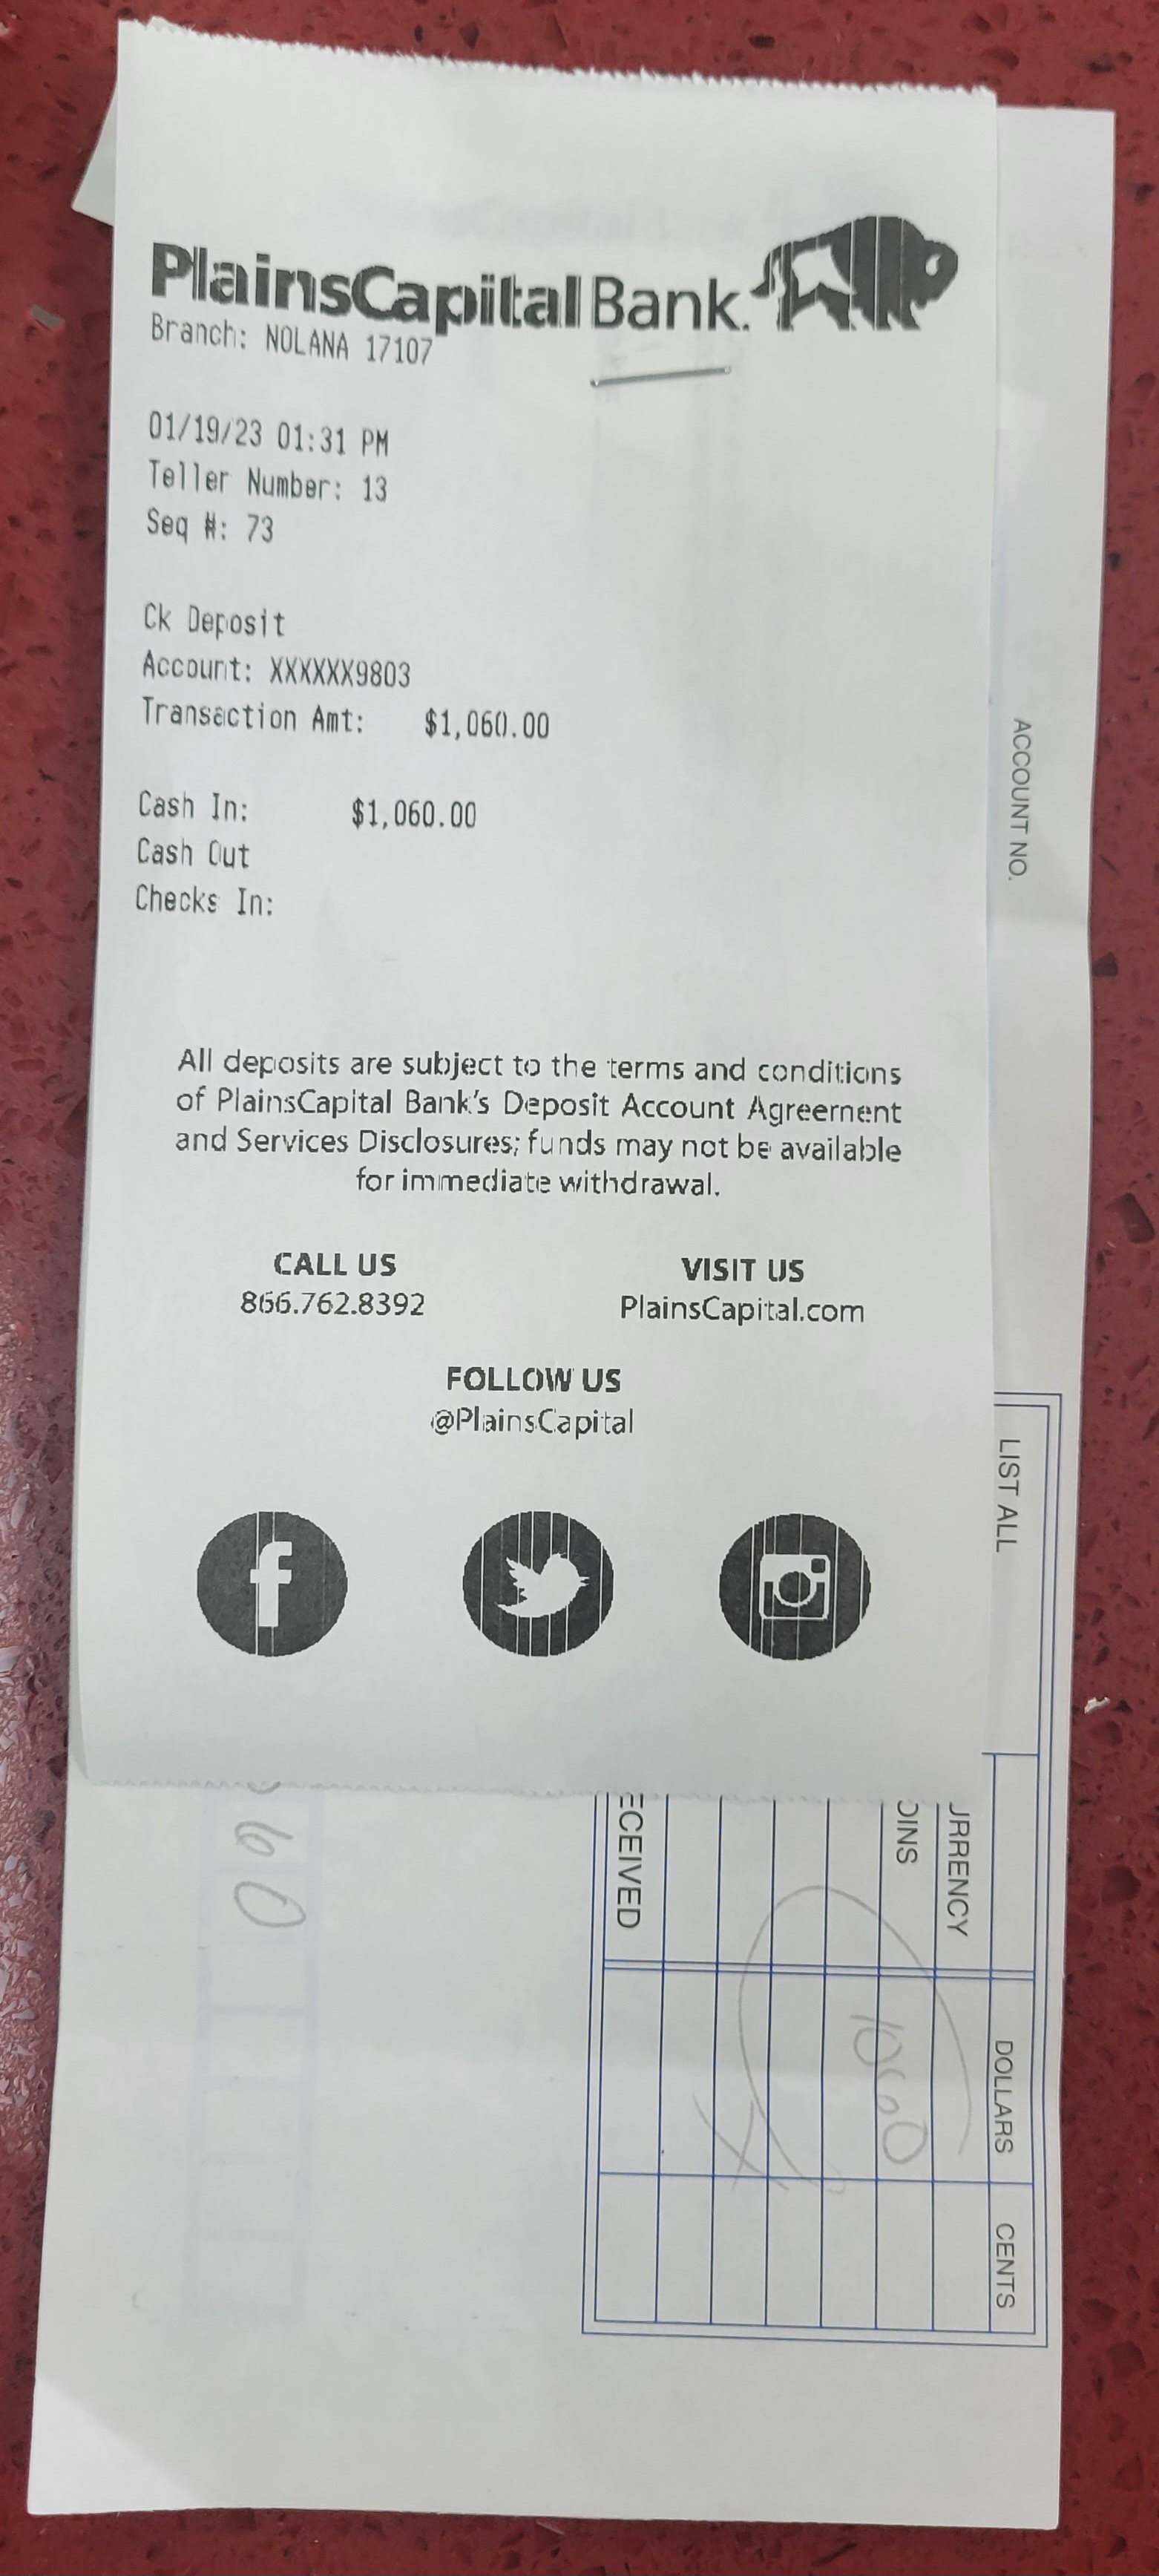 PlainsCapital Bank.
Branch: NOLANA 17107
01/19/23 01:31 PM
Teller Number: 13
Seq #: 73
Ck Deposit
Account: XXXXXX9803
Transaction Amt: $1,060.00
Cash In: $1,060.00
Cash Out
Checks In:
All deposits are subject to the terms and conditions
of PlainsCapital Bank's Deposit Account Agreement
and Services Disclosures; funds may not be available
for immediate withdrawal.
CALL US VISIT US
866.762.8392 PlainsCapital.com
FOLLOW US
@PlainsCapital
ACCOUNT NO.
LIST ALL
DOLLARS CENTS
URRENCY
OINS
1060
ECEIVED
60